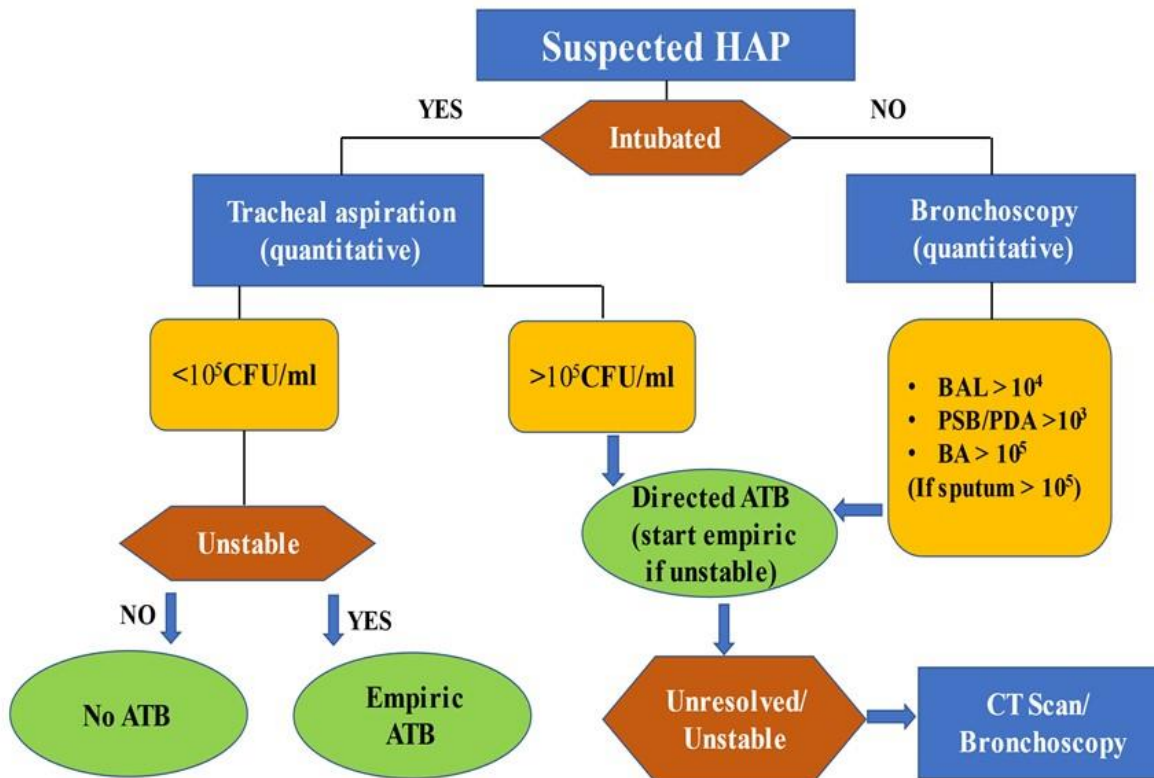 Suspected HAP
YES
NO
Intubated
Tracheal aspiration
(quantitative)
Bronchoscopy
(quantitative)
<10⁵CFU/ml
>10⁵CFU/ml
• BAL > 10⁴
• PSB/PDA >10³
• BA > 10⁵
(If sputum > 10⁵)
Directed ATB
(start empiric
if unstable)
Unstable
NO
YES
No ATB
Empiric
ATB
Unresolved/
Unstable
CT Scan/
Bronchoscopy